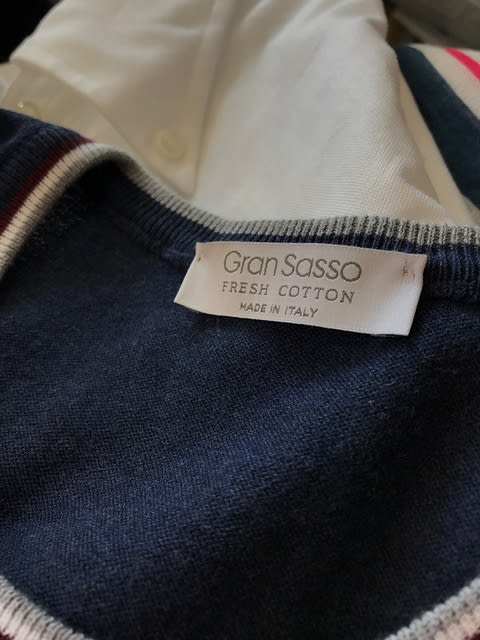 Gran Sasso
FRESH COTTON
MADE IN ITALY